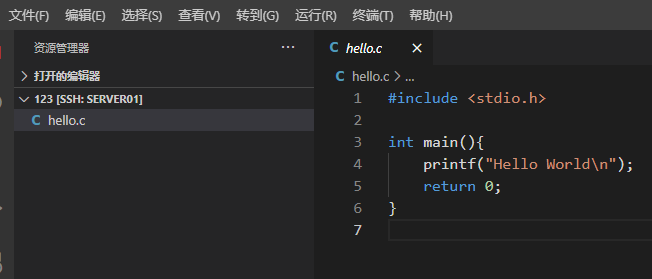 文件(F) 编辑(E) 选择(S) 查看(V) 转到(G) 运行(R) 终端(T) 帮助(H)
资源管理器 ···
打开的编辑器
123 [SSH: SERVER01]
C hello.c
C hello.c ×
C hello.c > ...
1 #include <stdio.h>
2
3 int main(){
4 printf("Hello World\n");
5 return 0;
6 }
7